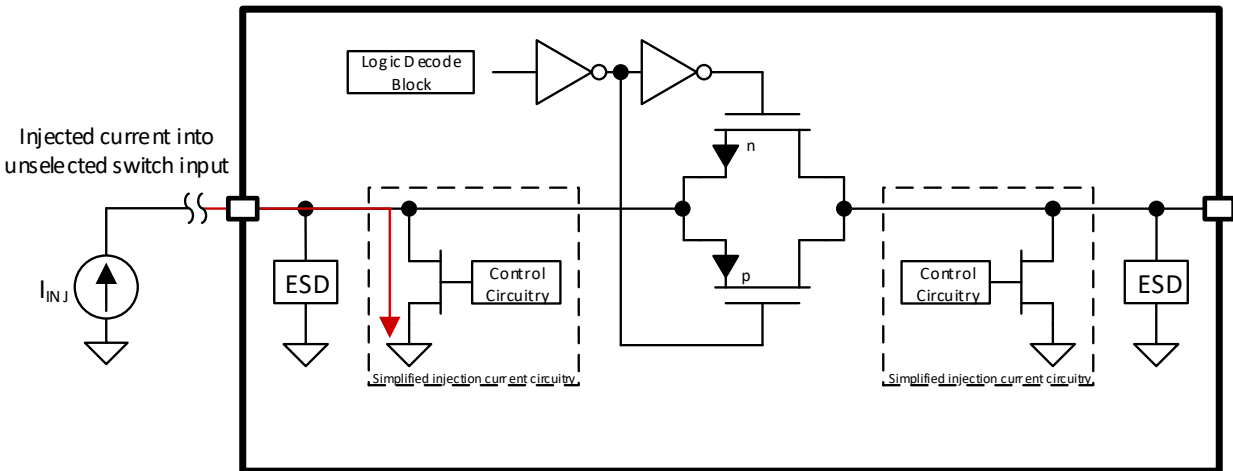 Logic Decode
Block
Injected current into
unselected switch input
n
ESD
Control
Circuitry
p
Control
Circuitry
ESD
I_INJ
Simplified injection current circuitry
Simplified injection current circuitry